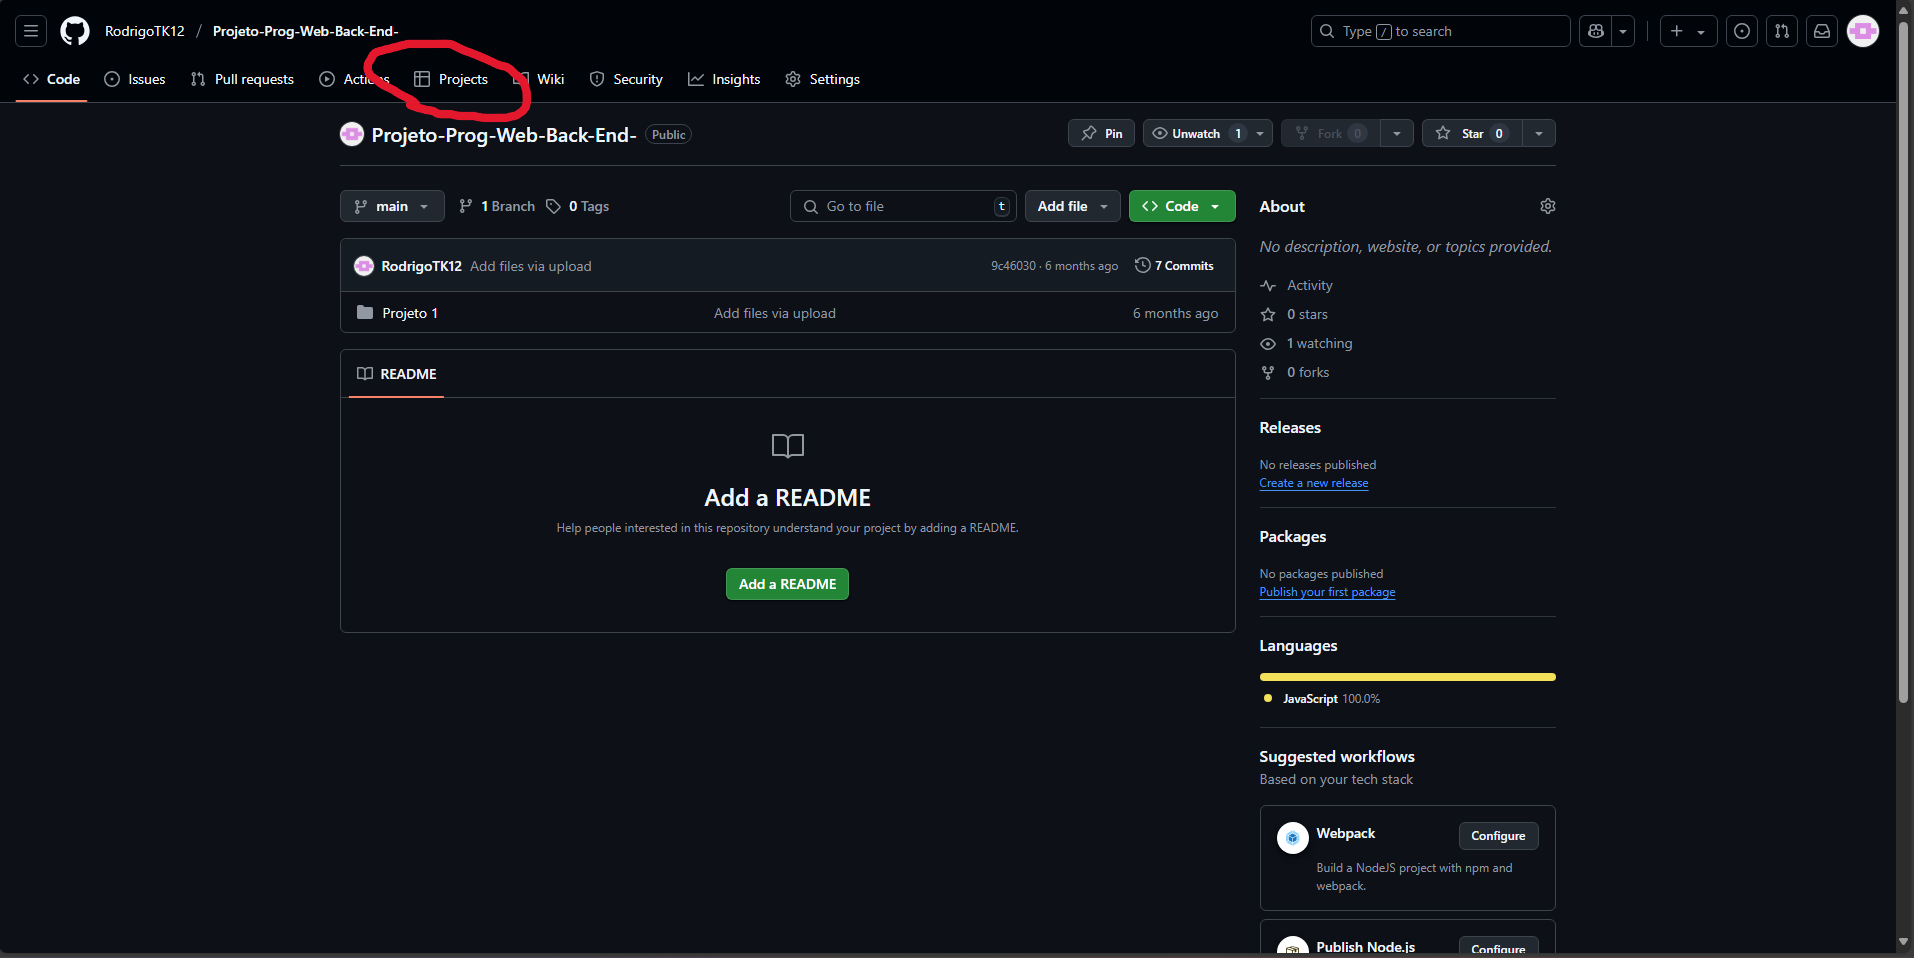 RodrigoTK12 / Projeto-Prog-Web-Back-End-
Type / to search
Code Issues Pull requests Actions Projects Wiki Security Insights Settings
Projeto-Prog-Web-Back-End- Public
Pin Unwatch 1 Fork 0 Star 0
main 1 Branch 0 Tags Go to file t Add file Code
RodrigoTK12 Add files via upload 9c46030 · 6 months ago 7 Commits
Projeto 1 Add files via upload 6 months ago
README
Add a README
Help people interested in this repository understand your project by adding a README.
Add a README
About
No description, website, or topics provided.
Activity
0 stars
1 watching
0 forks
Releases
No releases published
Create a new release
Packages
No packages published
Publish your first package
Languages
JavaScript 100.0%
Suggested workflows
Based on your tech stack
Webpack Configure
Build a NodeJS project with npm and
webpack.
Publish Node.js Configure